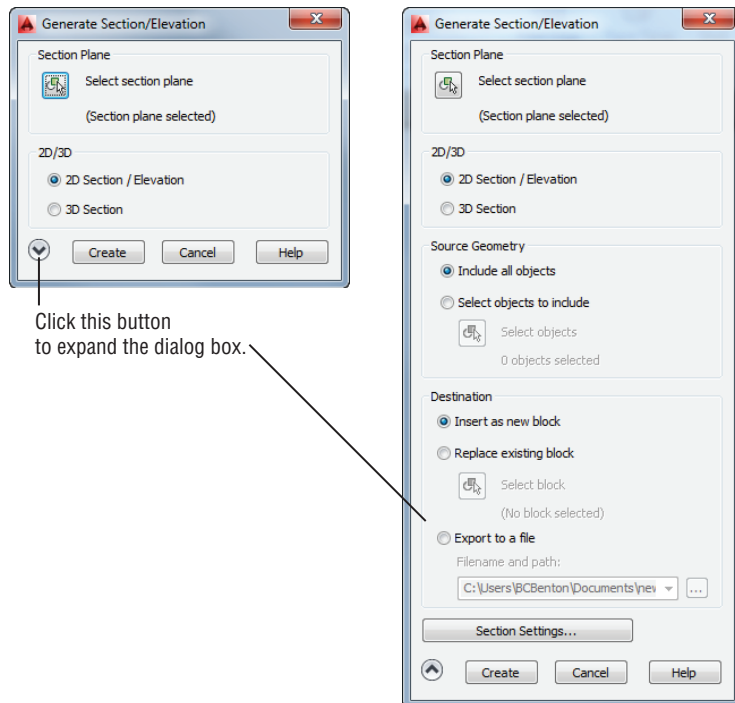 Generate Section/Elevation
X
Section Plane
Select section plane
(Section plane selected)
2D/3D
2D Section / Elevation
3D Section
Create
Cancel
Help
Click this button
to expand the dialog box.
Generate Section/Elevation
X
Section Plane
Select section plane
(Section plane selected)
2D/3D
2D Section / Elevation
3D Section
Source Geometry
Include all objects
Select objects to include
Select objects
0 objects selected
Destination
Insert as new block
Replace existing block
Select block
(No block selected)
Export to a file
Filename and path:
C:\Users\BCBenton\Documents\new
...
Section Settings...
Create
Cancel
Help